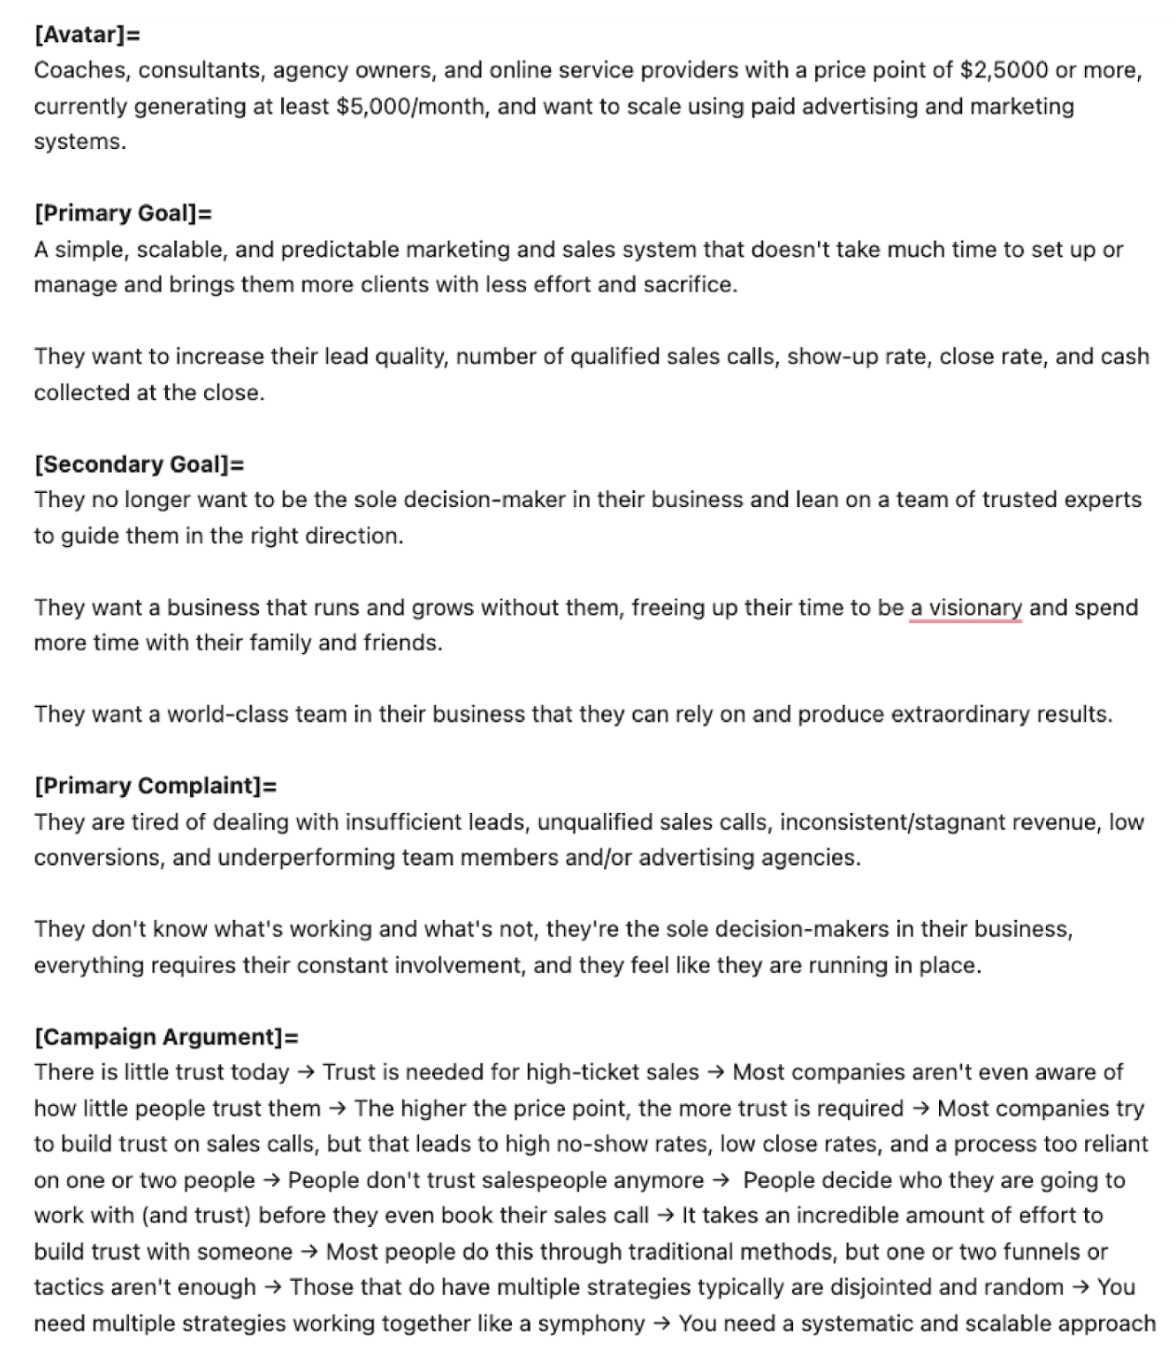 [Avatar]=
Coaches, consultants, agency owners, and online service providers with a price point of $2,5000 or more,
currently generating at least $5,000/month, and want to scale using paid advertising and marketing
systems.
[Primary Goal]=
A simple, scalable, and predictable marketing and sales system that doesn't take much time to set up or
manage and brings them more clients with less effort and sacrifice.
They want to increase their lead quality, number of qualified sales calls, show-up rate, close rate, and cash
collected at the close.
[Secondary Goal]=
They no longer want to be the sole decision-maker in their business and lean on a team of trusted experts
to guide them in the right direction.
They want a business that runs and grows without them, freeing up their time to be a visionary and spend
more time with their family and friends.
They want a world-class team in their business that they can rely on and produce extraordinary results.
[Primary Complaint]=
They are tired of dealing with insufficient leads, unqualified sales calls, inconsistent/stagnant revenue, low
conversions, and underperforming team members and/or advertising agencies.
They don't know what's working and what's not, they're the sole decision-makers in their business,
everything requires their constant involvement, and they feel like they are running in place.
[Campaign Argument]=
There is little trust today → Trust is needed for high-ticket sales → Most companies aren't even aware of
how little people trust them → The higher the price point, the more trust is required → Most companies try
to build trust on sales calls, but that leads to high no-show rates, low close rates, and a process too reliant
on one or two people → People don't trust salespeople anymore → People decide who they are going to
work with (and trust) before they even book their sales call → It takes an incredible amount of effort to
build trust with someone → Most people do this through traditional methods, but one or two funnels or
tactics aren't enough → Those that do have multiple strategies typically are disjointed and random → You
need multiple strategies working together like a symphony → You need a systematic and scalable approach